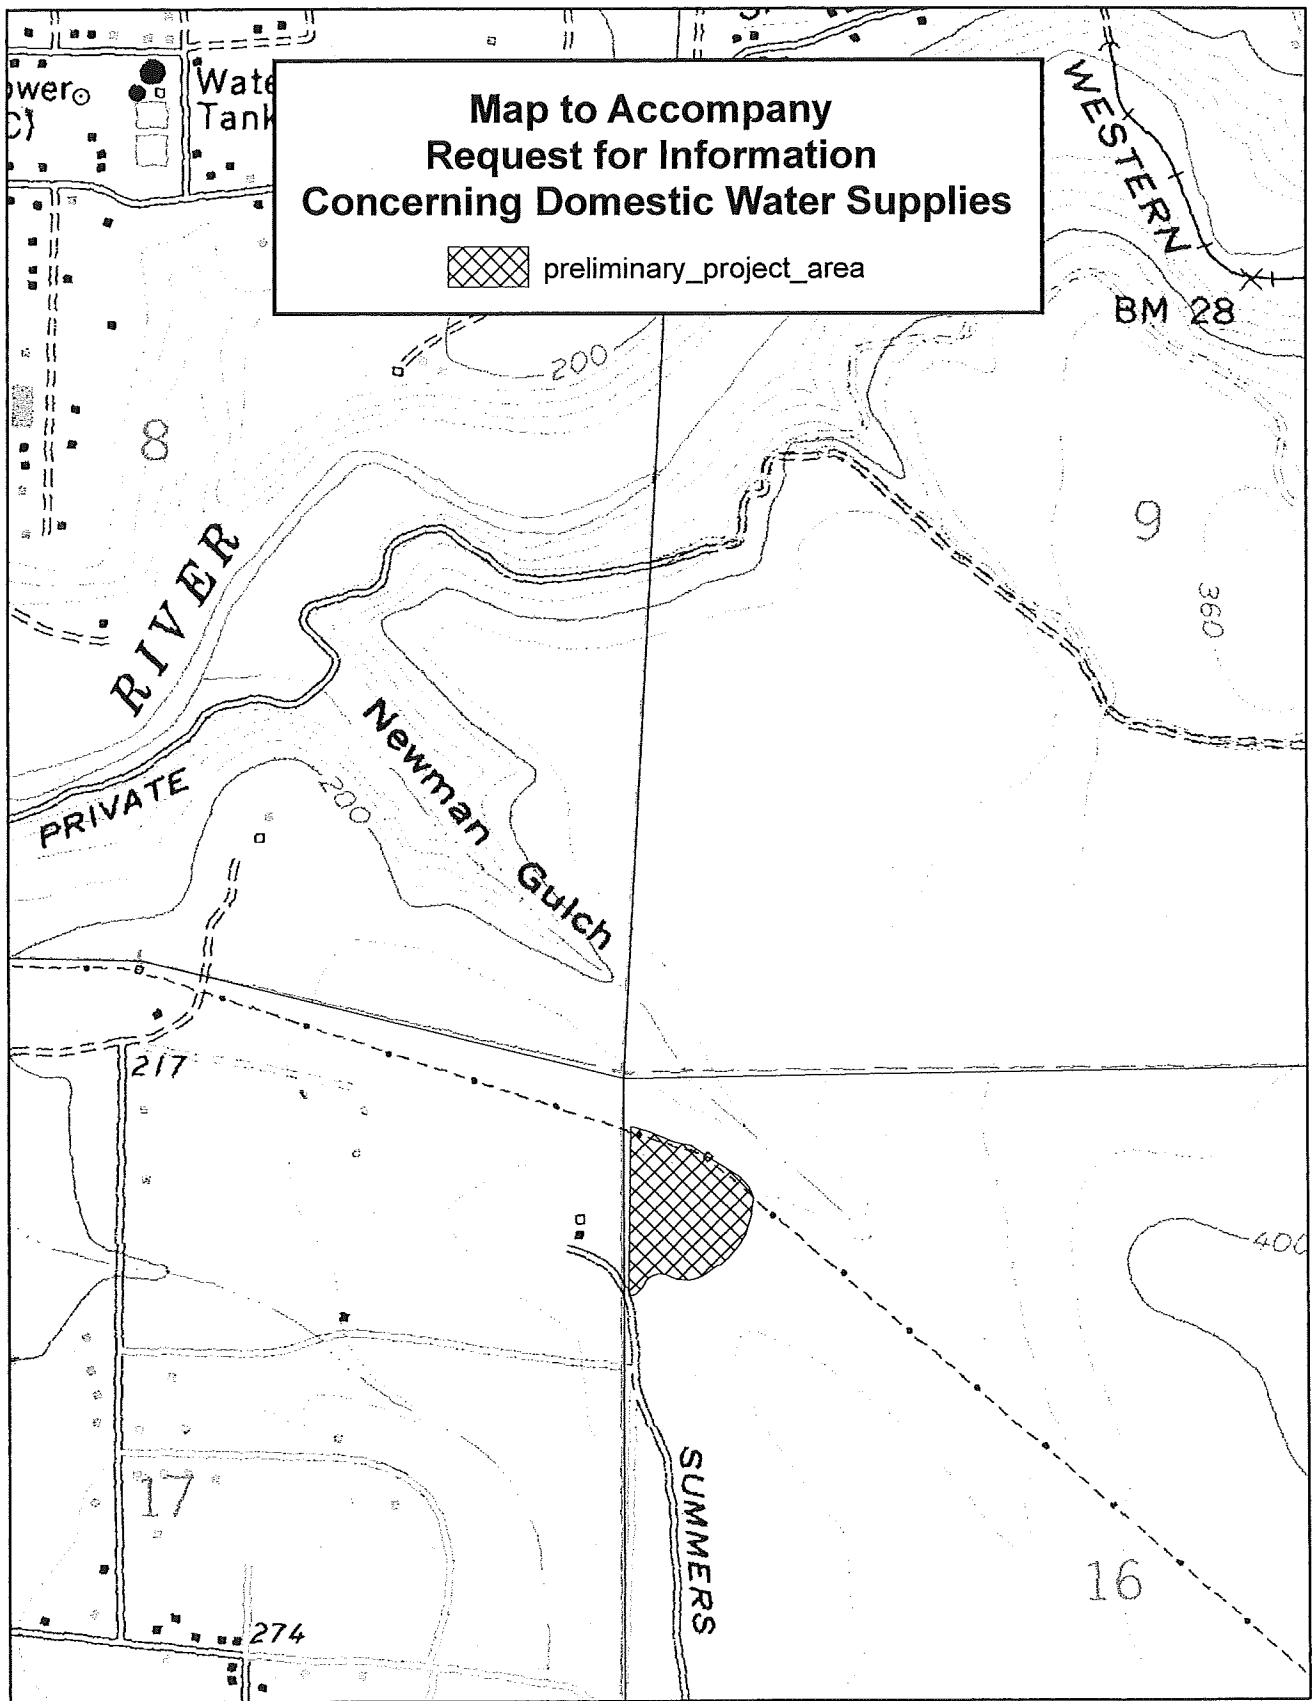 Map to Accompany
Request for Information
Concerning Domestic Water Supplies
preliminary_project_area
Tank
WESTERN
BM 28
200
8
9
360
RIVER
PRIVATE
Newman Gulch
200
217
400
17
SUMMERS
16
274